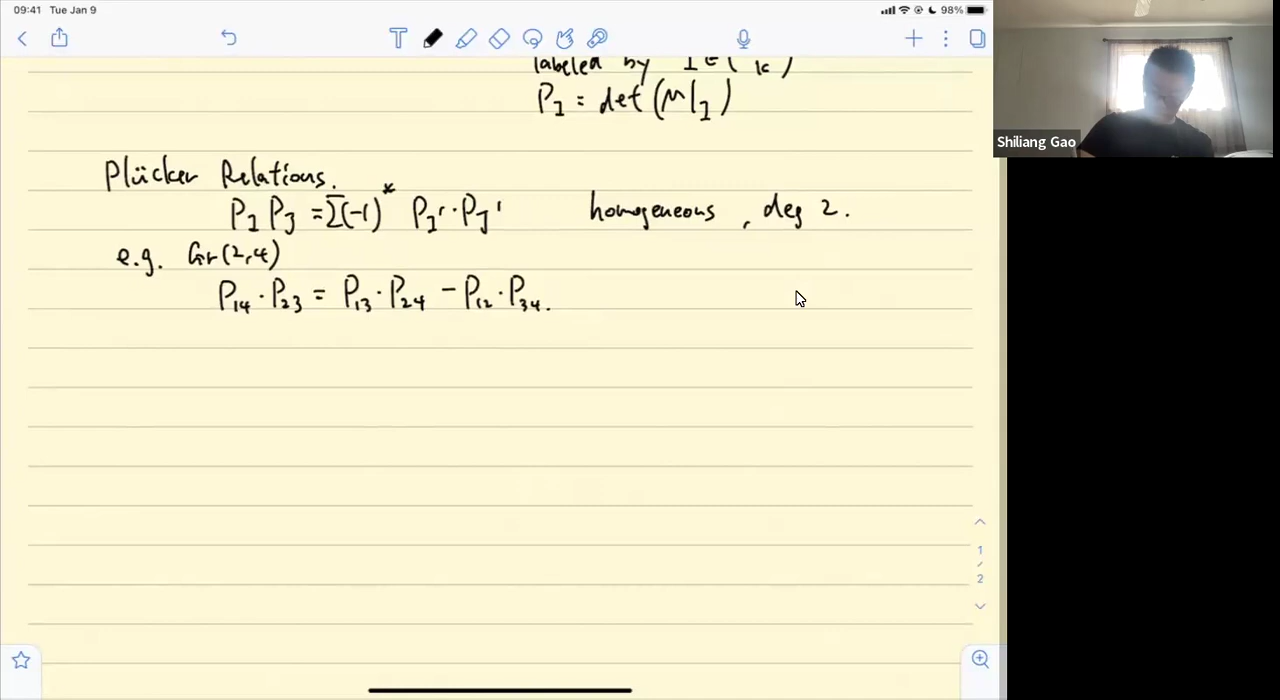 09:41 Tue Jan 9
98%
labeled by I ∈ ( k )
P_I = det (M|_I)
Plücker Relations.
P_I P_J = Σ(-1)^* P_I' · P_J' homogeneous, deg 2.
e.g. Gr(2,4)
P_14 · P_23 = P_13 · P_24 - P_12 · P_34.
Shiliang Gao
1
2